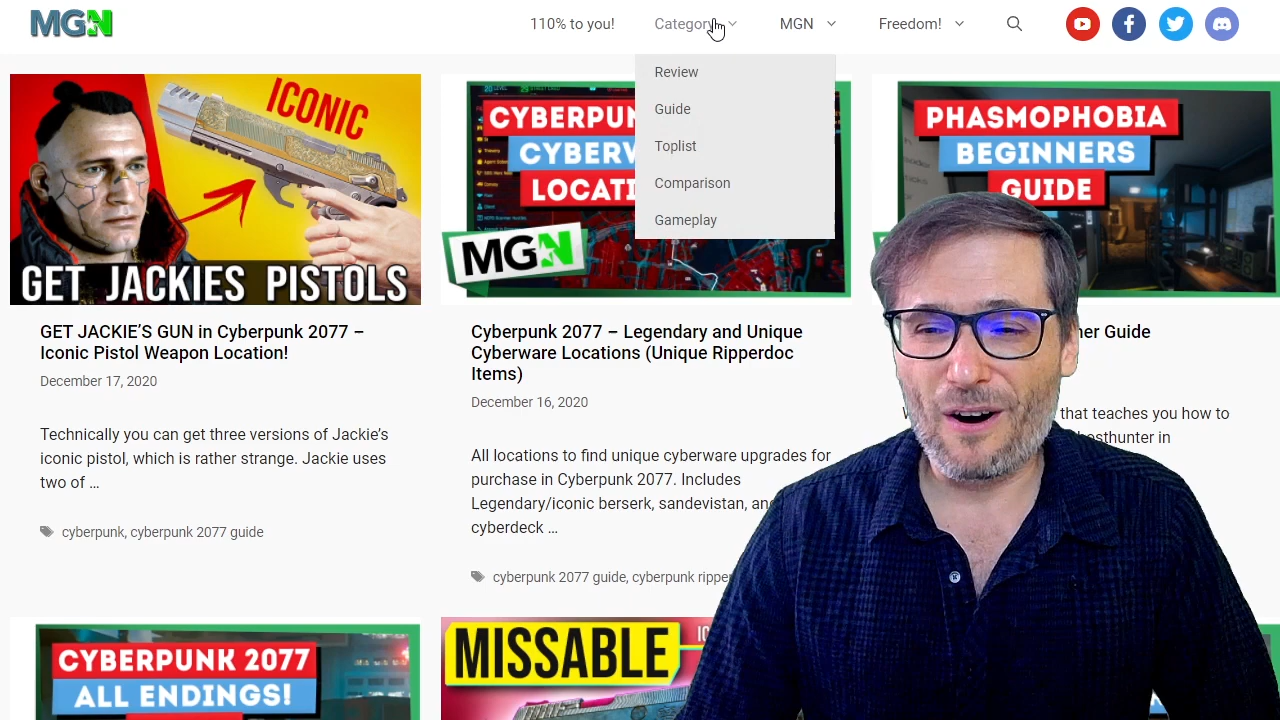 MGN
110% to you!
Category
MGN
Freedom!
Review
Guide
Toplist
Comparison
Gameplay
ICONIC
GET JACKIES PISTOLS
CYBERPUN
CYBERW
LOCATI
MGN
PHASMOPHOBIA
BEGINNERS
GUIDE
GET JACKIE’S GUN in Cyberpunk 2077 –
Iconic Pistol Weapon Location!
December 17, 2020
Technically you can get three versions of Jackie’s
iconic pistol, which is rather strange. Jackie uses
two of ...
cyberpunk, cyberpunk 2077 guide
Cyberpunk 2077 – Legendary and Unique
Cyberware Locations (Unique Ripperdoc
Items)
December 16, 2020
All locations to find unique cyberware upgrades for
purchase in Cyberpunk 2077. Includes
Legendary/iconic berserk, sandevistan, and
cyberdeck ...
cyberpunk 2077 guide, cyberpunk ripper
Guide
that teaches you how to
CYBERPUNK 2077
ALL ENDINGS!
MISSABLE